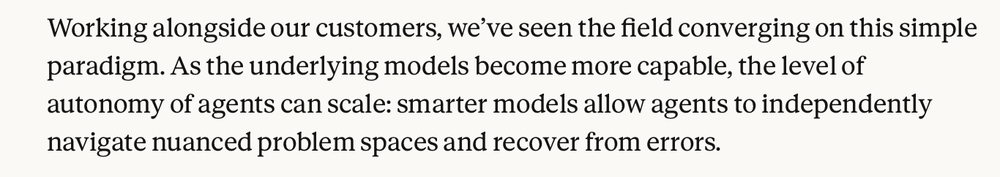 Working alongside our customers, we’ve seen the field converging on this simple
paradigm. As the underlying models become more capable, the level of
autonomy of agents can scale: smarter models allow agents to independently
navigate nuanced problem spaces and recover from errors.